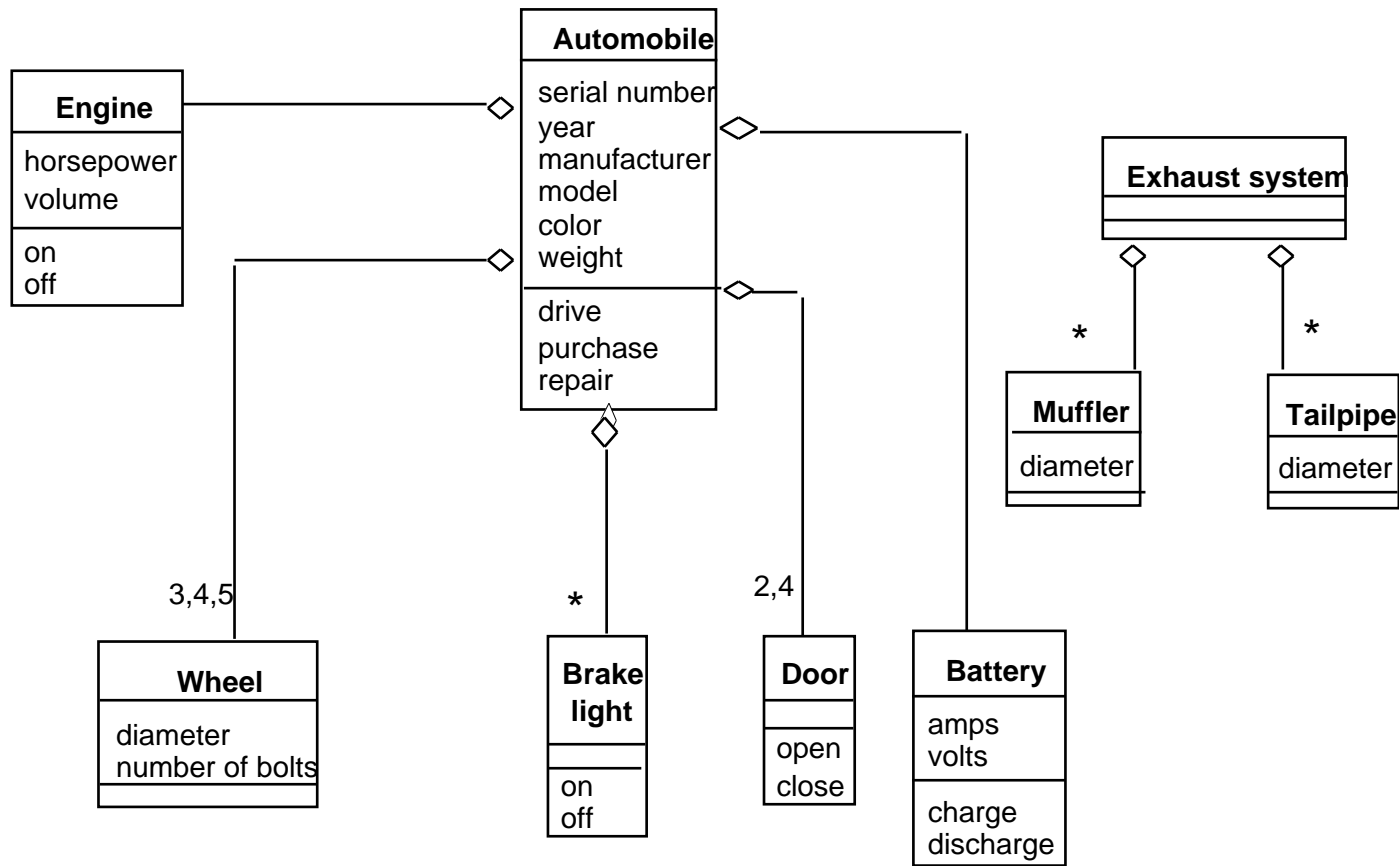 Automobile
serial number
year
manufacturer
model
color
weight
drive
purchase
repair
Engine
horsepower
volume
on
off
Exhaust system
*
*
Muffler
diameter
Tailpipe
diameter
3,4,5
*
2,4
Wheel
diameter
number of bolts
Brake
light
on
off
Door
open
close
Battery
amps
volts
charge
discharge